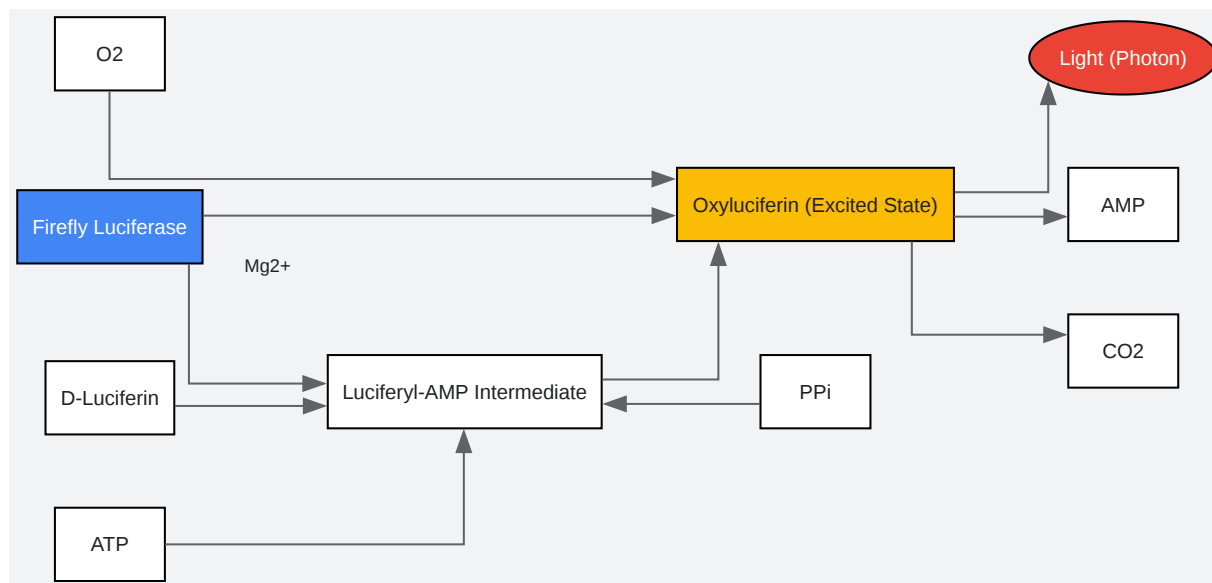 O2
Light (Photon)
Firefly Luciferase
Oxyluciferin (Excited State)
AMP
Mg2+
D-Luciferin
Luciferyl-AMP Intermediate
PPi
CO2
ATP